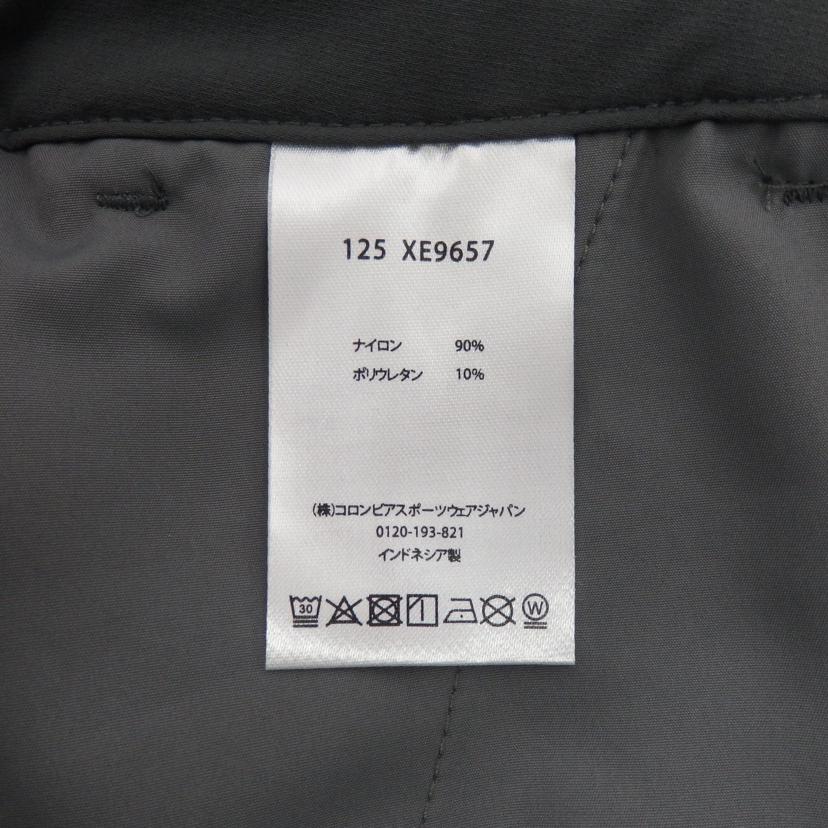 125 XE9657
ナイロン 90%
ポリウレタン 10%
(株)コロンビアスポーツウェアジャパン
0120-193-821
インドネシア製
30 W